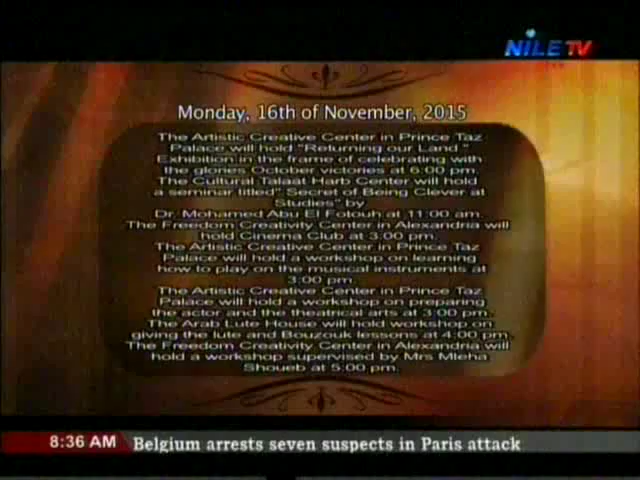 NiLE TV
Monday, 16th of November, 2015
The Artistic Creative Center in Prince Taz
Palace will hold "Returning our Land "
Exhibition in the frame of celebrating with
the glories October victories at 6:00 pm.
The Cultural Talaat Harb Center will hold
a seminar titled" Secret of Being Clever at
Studies" by
Dr. Mohamed Abu El Fotouh at 11:00 am.
The Freedom Creativity Center in Alexandria will
hold Cinema Club at 3:00 pm.
The Artistic Creative Center in Prince Taz
Palace will hold a workshop on learning
how to play on the musical instruments at
3:00 pm.
The Artistic Creative Center in Prince Taz
Palace will hold a workshop on preparing
the actor and the theatrical arts at 3:00 pm.
The Arab Lute House will hold workshop on
giving the lute and Bouzouk lessons at 4:00 pm.
The Freedom Creativity Center in Alexandria will
hold a workshop supervised by Mrs Mleha
Shoueb at 5:00 pm.
8:36 AM Belgium arrests seven suspects in Paris attack